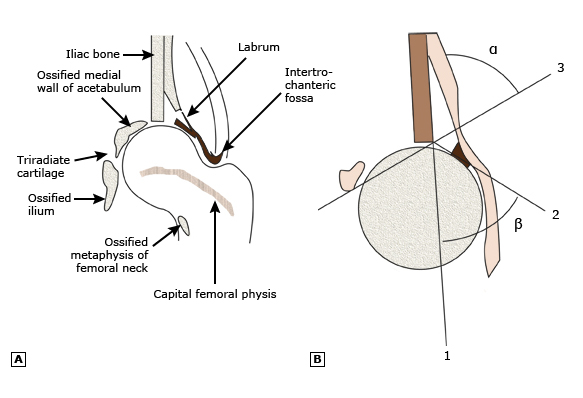 Iliac bone
Ossified medial
wall of acetabulum
Labrum
Intertro-
chanteric
fossa
Triradiate
cartilage
Ossified
ilium
Ossified
metaphysis of
femoral neck
Capital femoral physis
A
α
3
2
β
1
B